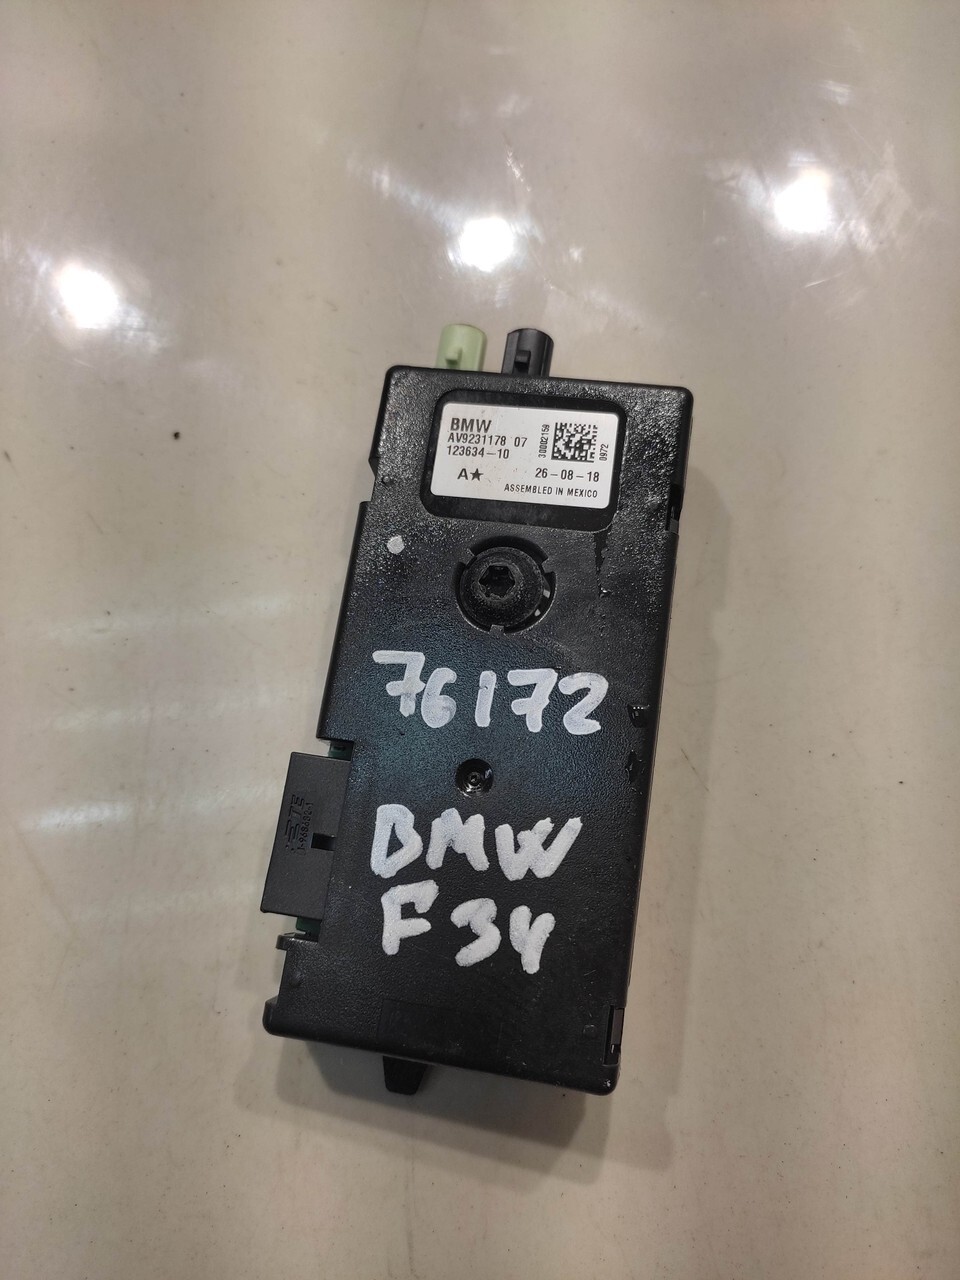 BMW
AV9231178 07
123634-10
30002159
0972
A★
26-08-18
ASSEMBLED IN MEXICO
76172
BMW
F34